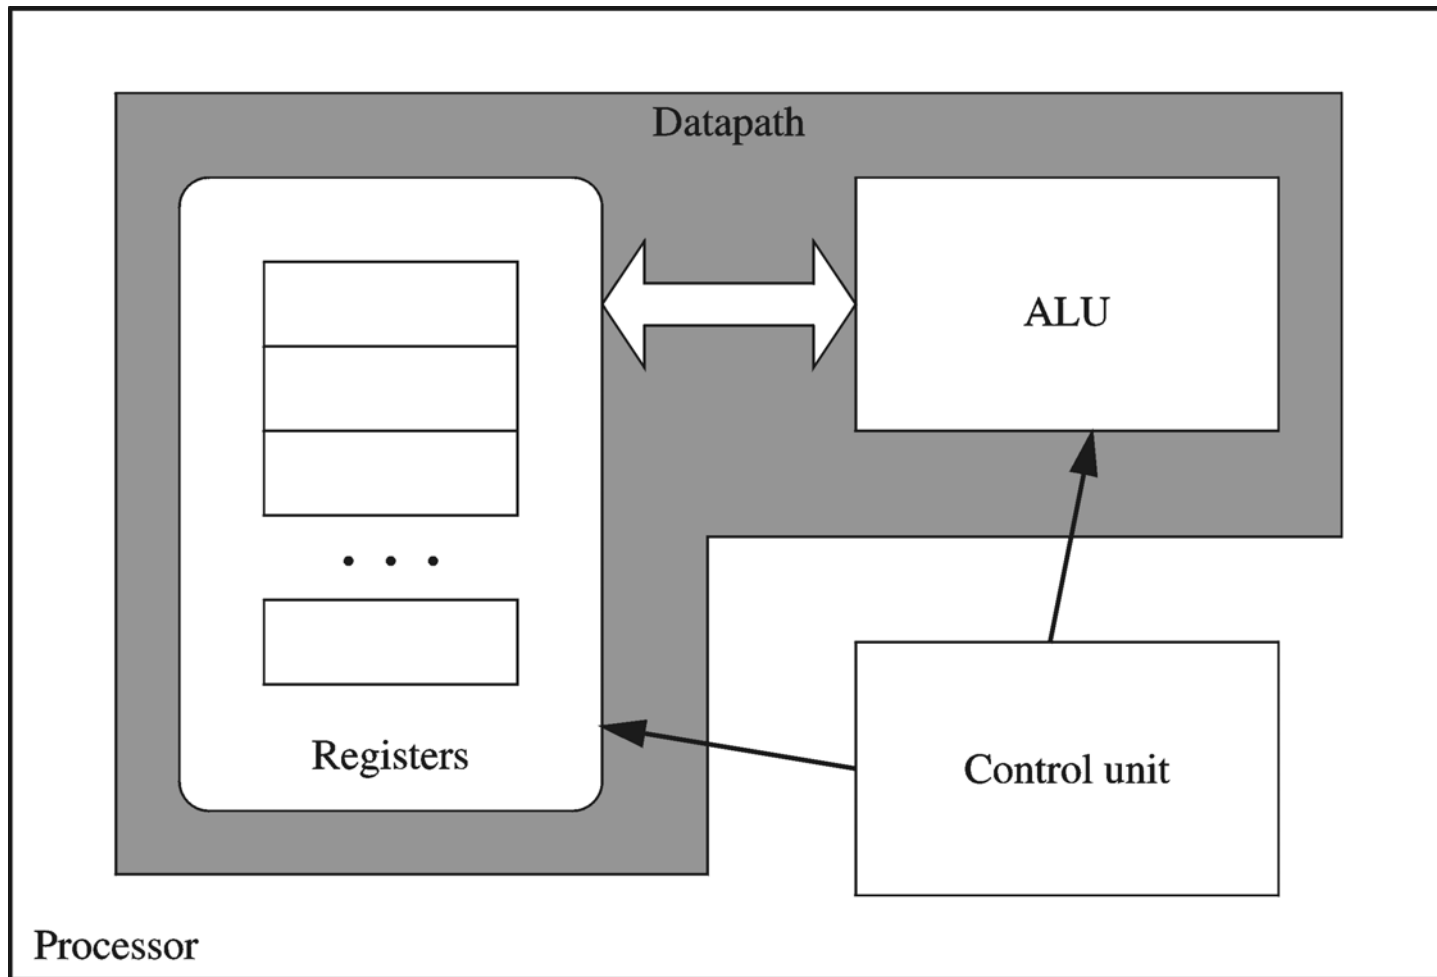 Datapath
ALU
Registers
Control unit
Processor